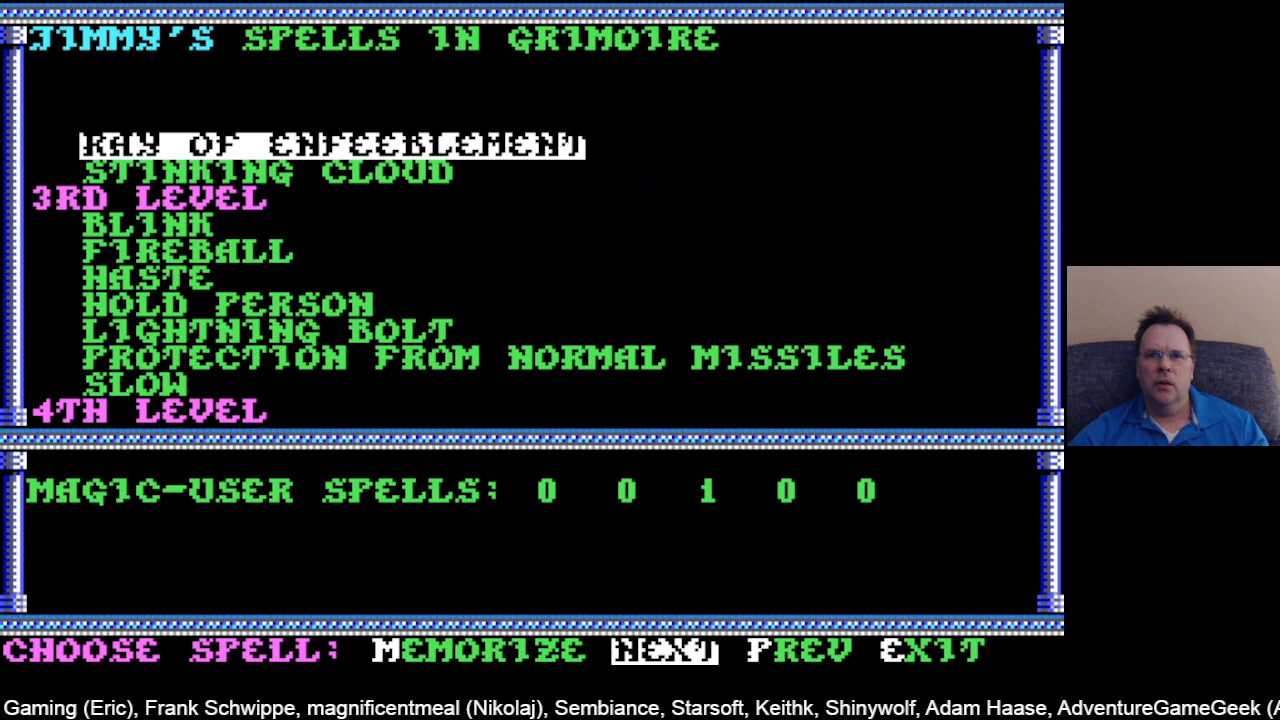 JIMMY'S SPELLS IN GRIMOIRE
RAY OF ENFEEBLEMENT
STINKING CLOUD
3RD LEVEL
BLINK
FIREBALL
HASTE
HOLD PERSON
LIGHTNING BOLT
PROTECTION FROM NORMAL MISSILES
SLOW
4TH LEVEL
MAGIC-USER SPELLS: 0 0 1 0 0
CHOOSE SPELL: MEMORIZE NEXT PREV EXIT
Gaming (Eric), Frank Schwippe, magnificentmeal (Nikolaj), Sembiance, Starsoft, Keithk, Shinywolf, Adam Haase, AdventureGameGeek (